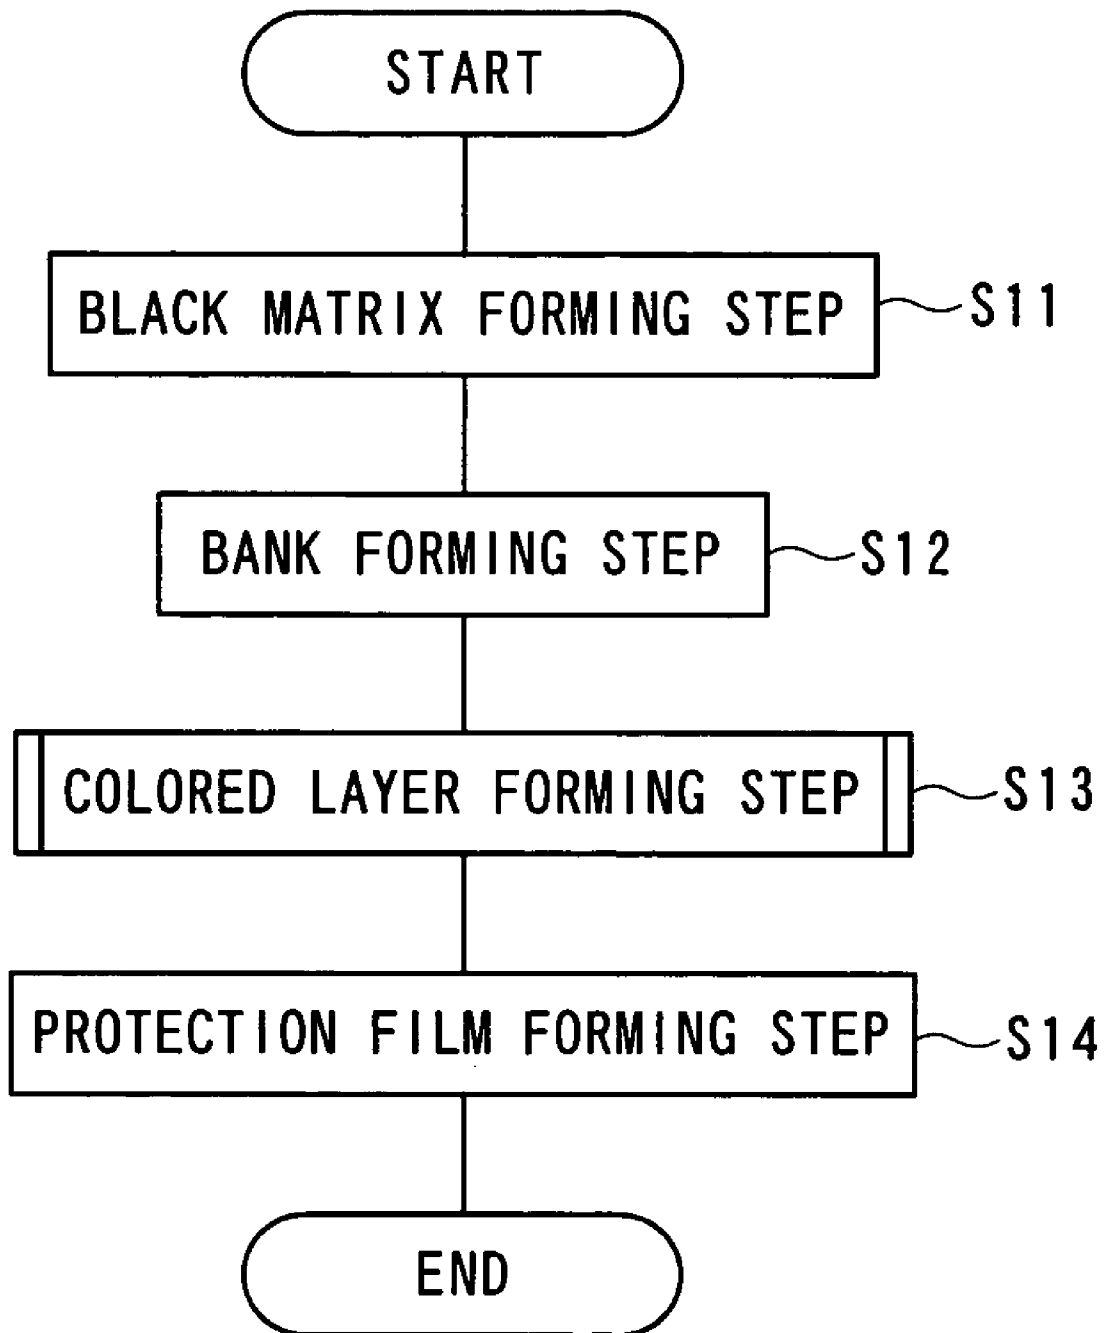 START
BLACK MATRIX FORMING STEP
S11
BANK FORMING STEP
S12
COLORED LAYER FORMING STEP
S13
PROTECTION FILM FORMING STEP
S14
END